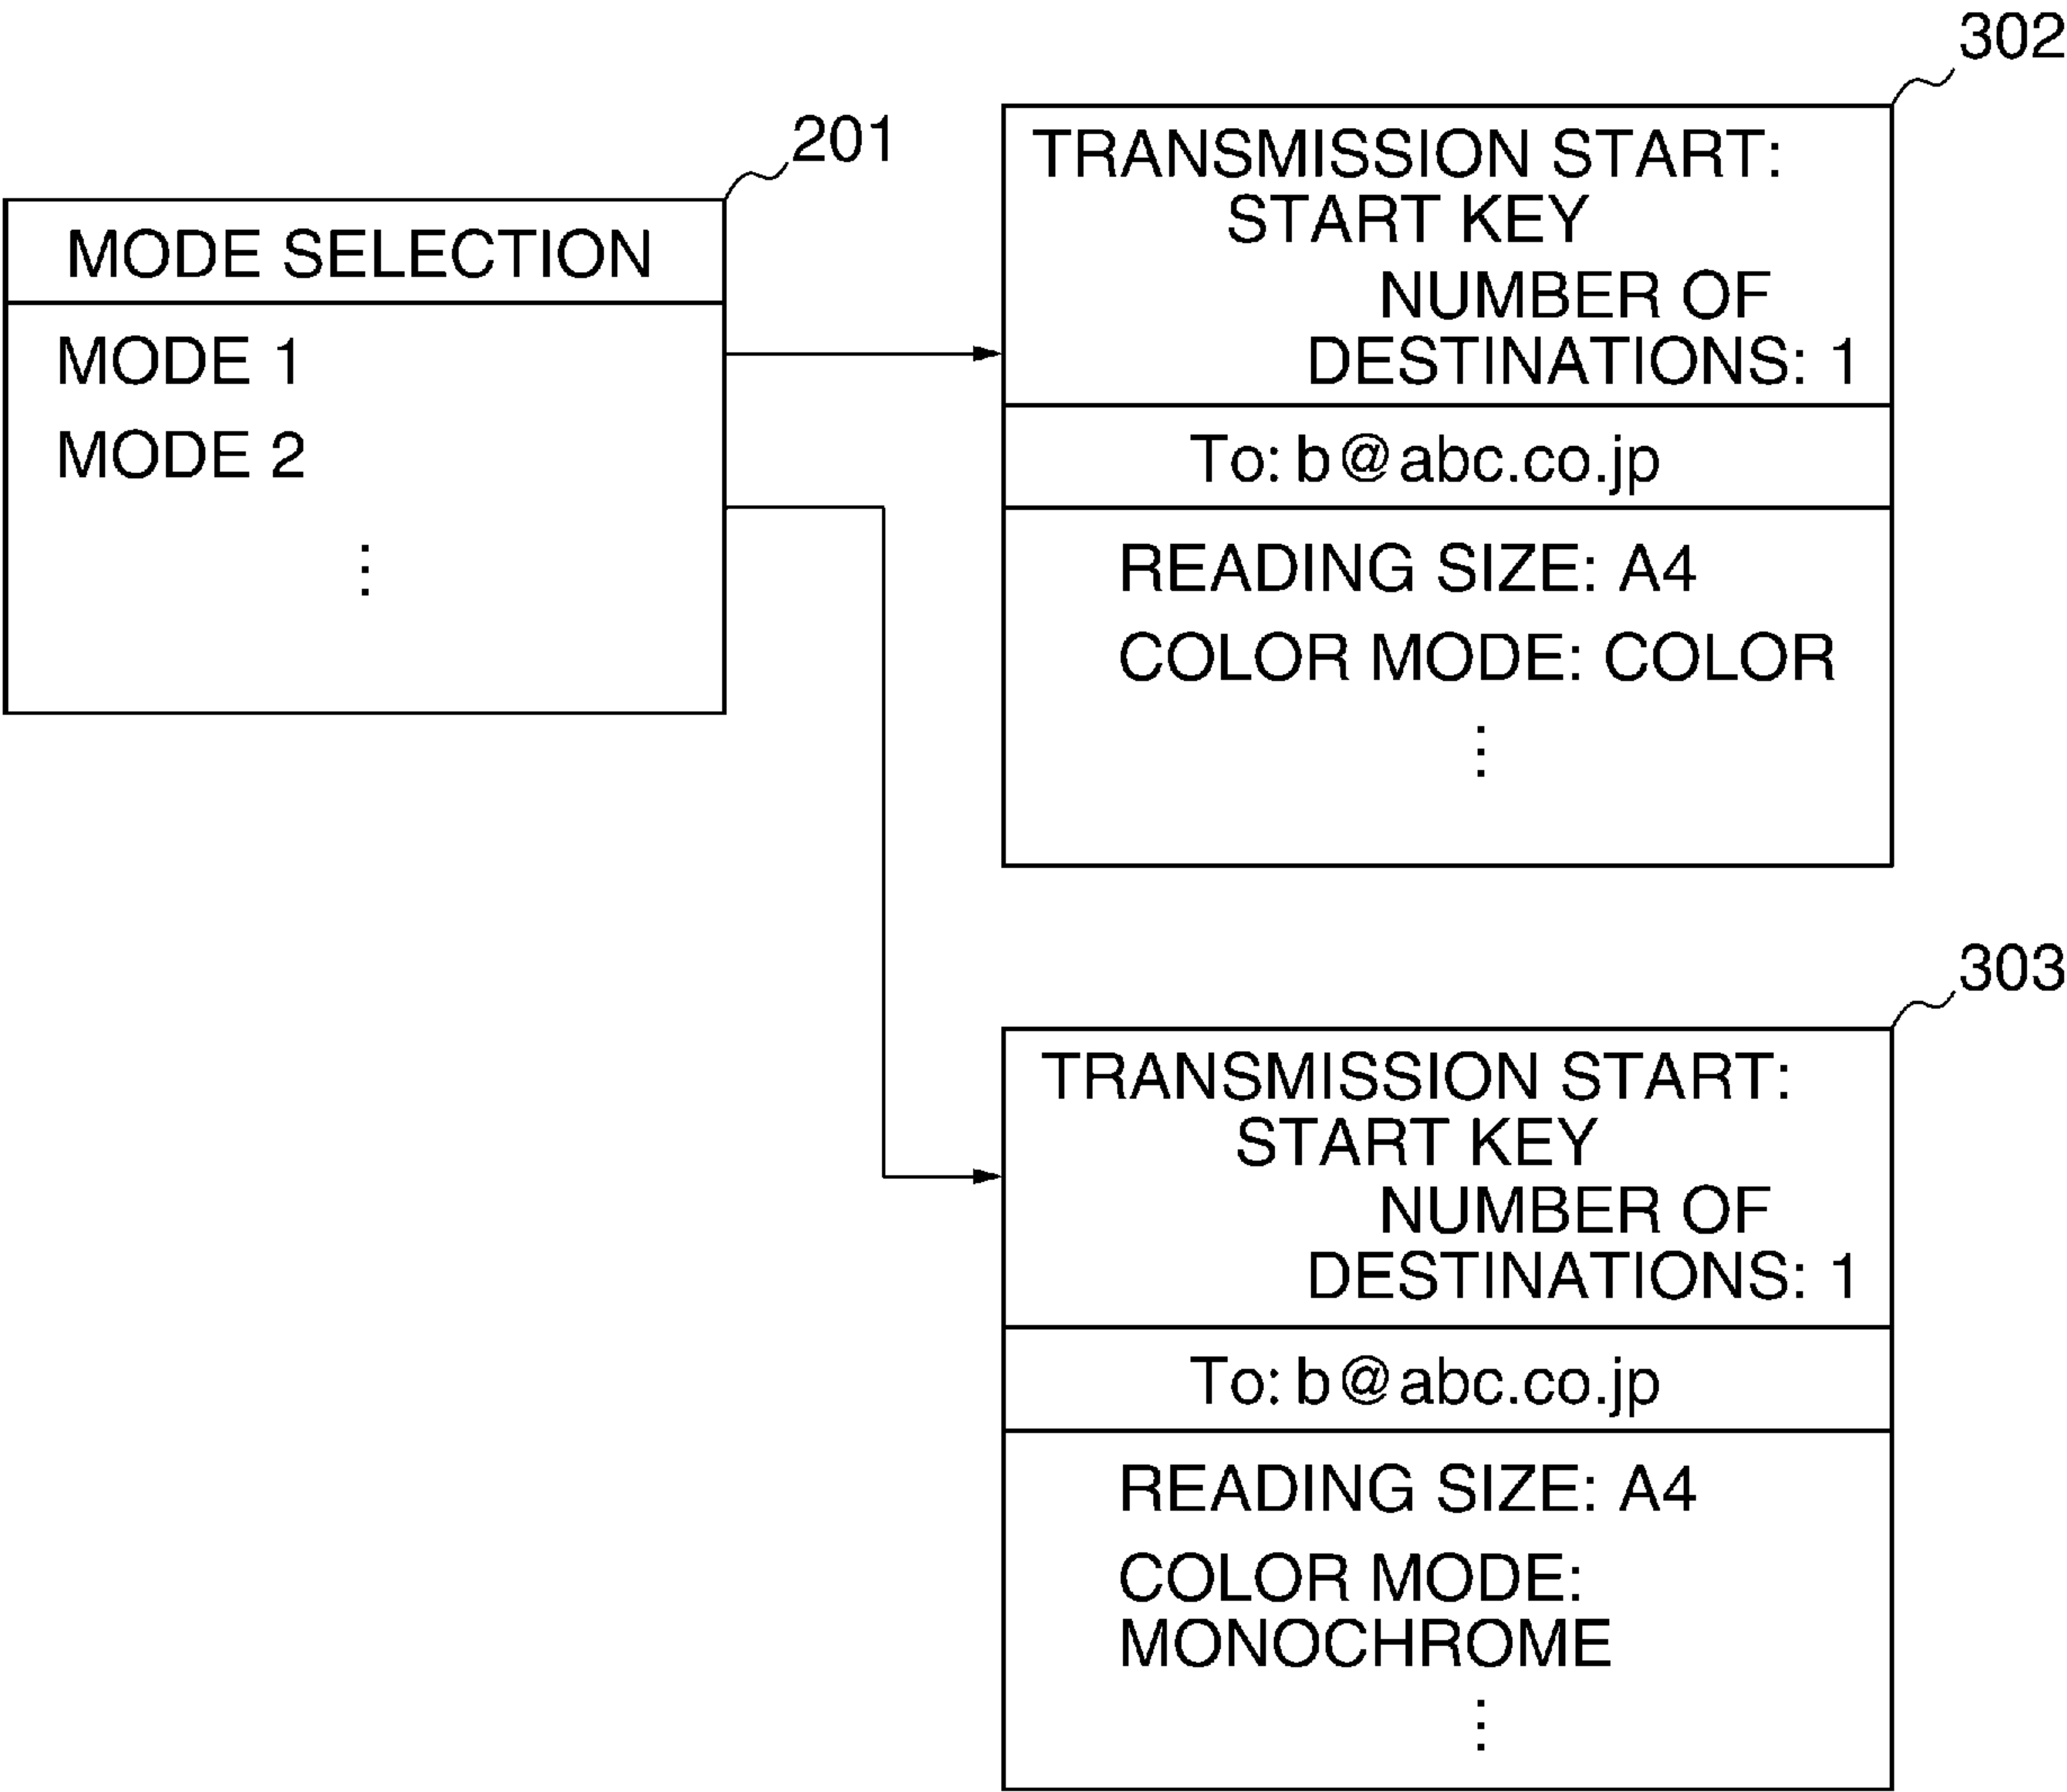 201
MODE SELECTION
MODE 1
MODE 2
302
TRANSMISSION START:
START KEY
NUMBER OF
DESTINATIONS: 1
To: b@abc.co.jp
READING SIZE: A4
COLOR MODE: COLOR
303
TRANSMISSION START:
START KEY
NUMBER OF
DESTINATIONS: 1
To: b@abc.co.jp
READING SIZE: A4
COLOR MODE:
MONOCHROME